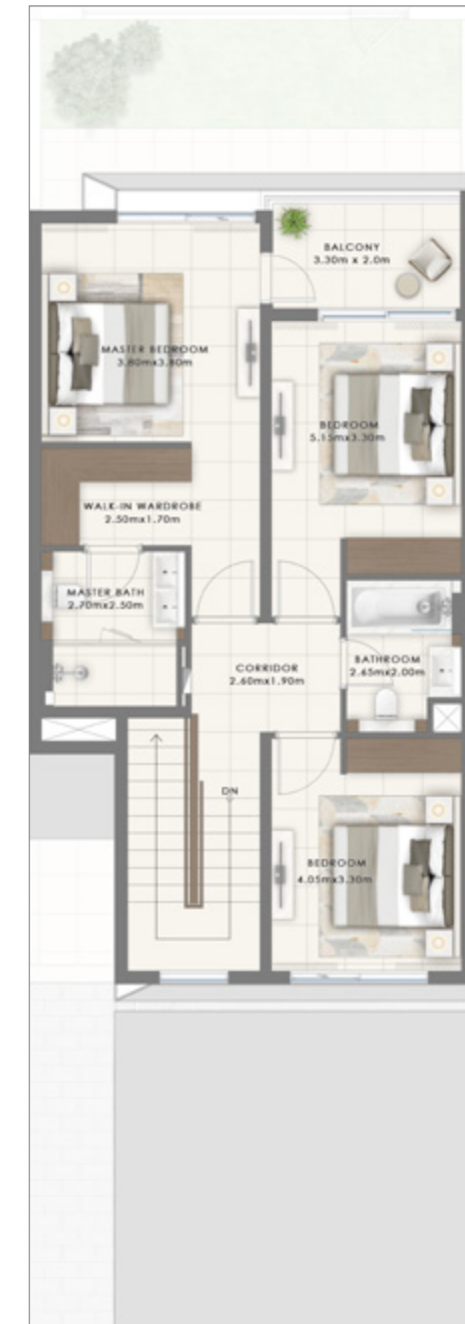 BALCONY
3.30m x 2.0m
MASTER BEDROOM
3.80mx3.80m
BEDROOM
5.15mx3.30m
WALK-IN WARDROBE
2.50mx1.70m
MASTER BATH
2.70mx2.50m
CORRIDOR
2.60mx1.90m
BATHROOM
2.65mx2.00m
DN
BEDROOM
4.05mx3.30m